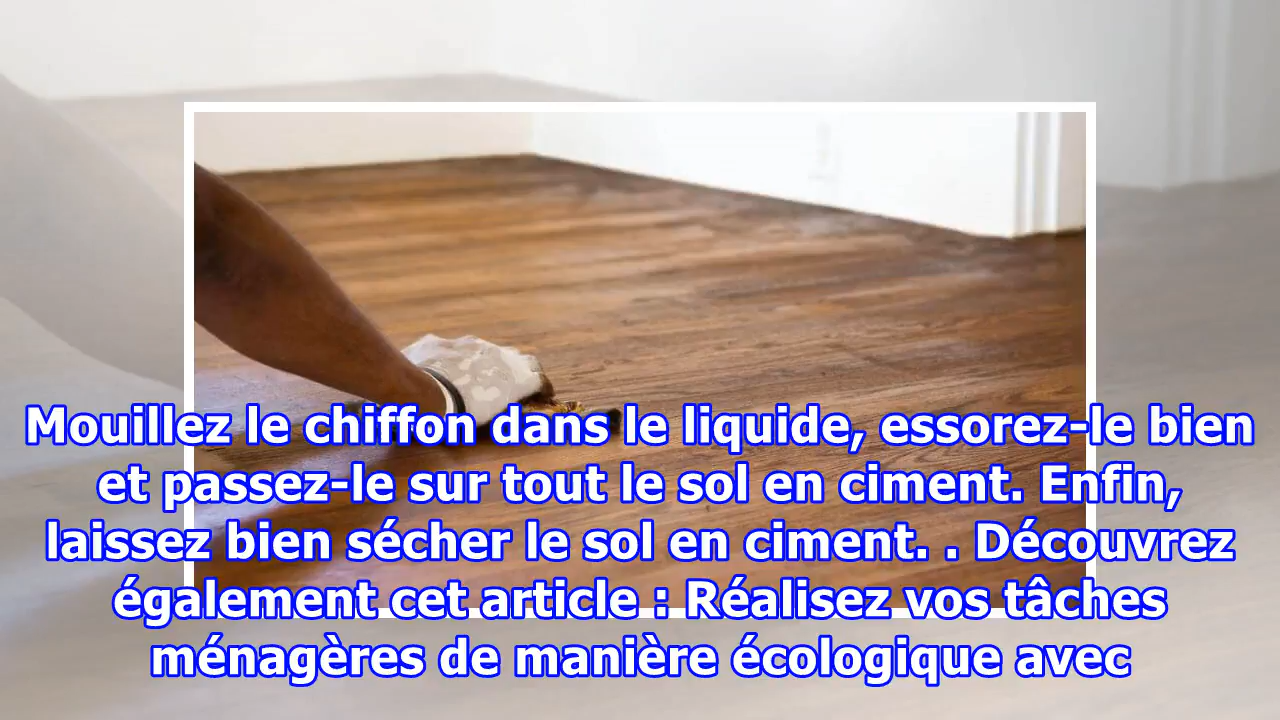 Mouillez le chiffon dans le liquide, essorez-le bien
et passez-le sur tout le sol en ciment. Enfin,
laissez bien sécher le sol en ciment. . Découvrez
également cet article : Réalisez vos tâches
ménagères de manière écologique avec